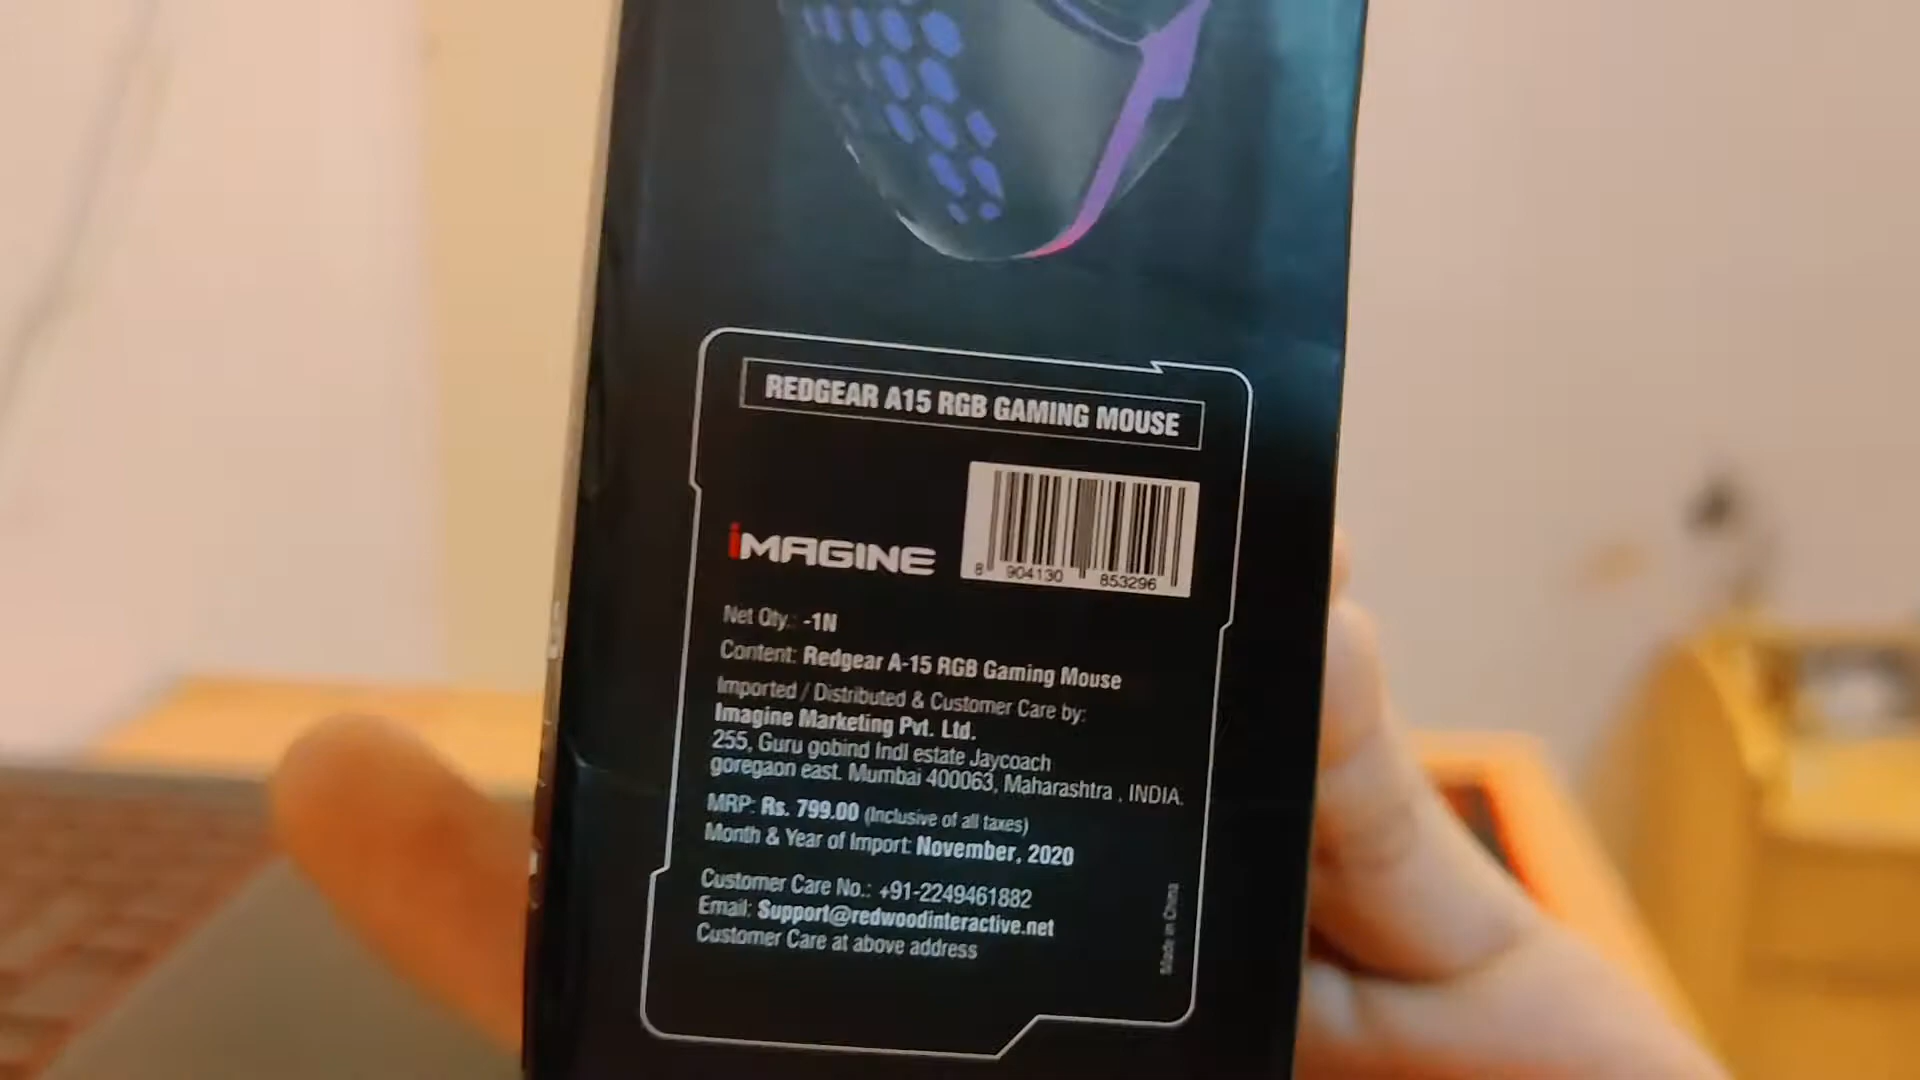 REDGEAR A15 RGB GAMING MOUSE
iMAGINE
8 904130 853296
Net Qty.: -1N
Content: Redgear A-15 RGB Gaming Mouse
Imported / Distributed & Customer Care by:
Imagine Marketing Pvt. Ltd.
255, Guru gobind Indl estate Jaycoach
goregaon east. Mumbai 400063, Maharashtra , INDIA.
MRP: Rs. 799.00 (Inclusive of all taxes)
Month & Year of Import: November, 2020
Customer Care No.: +91-2249461882
Email: Support@redwoodinteractive.net
Customer Care at above address
Made in China